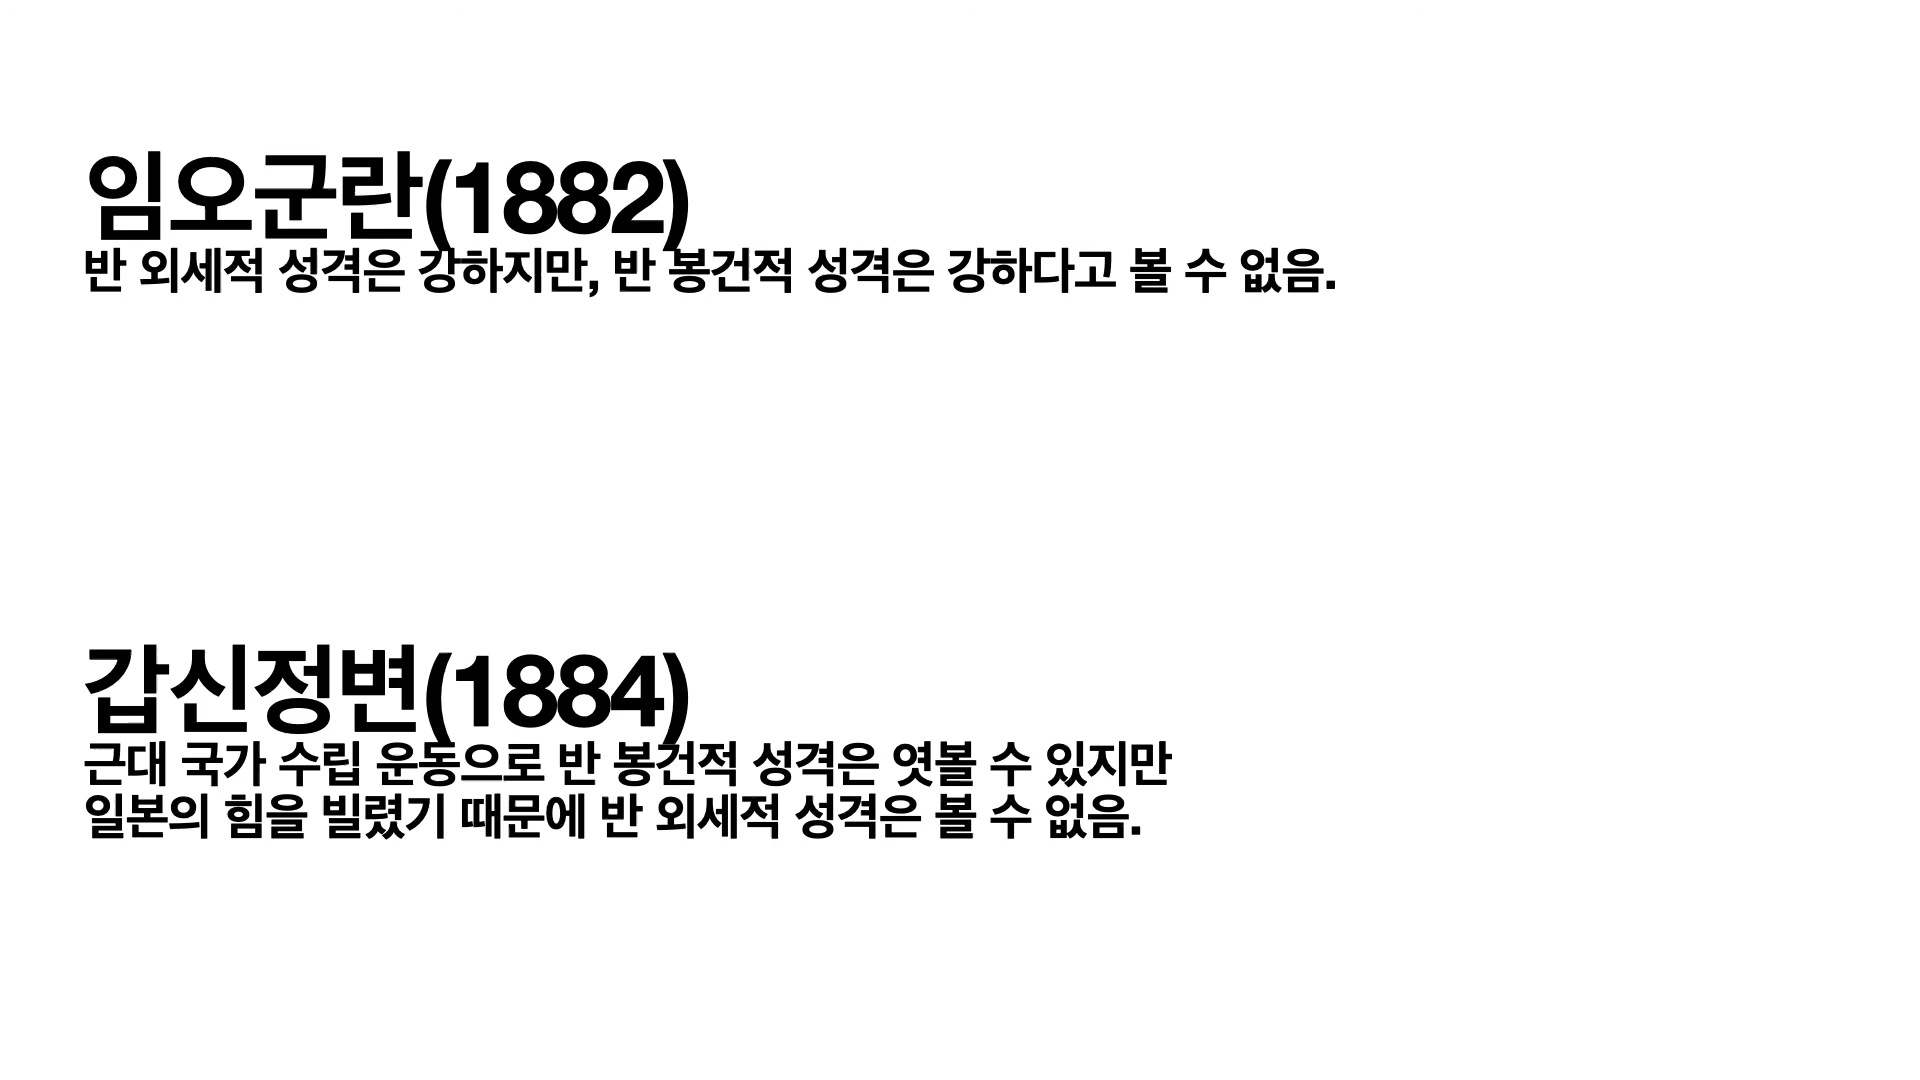 임오군란(1882)
반 외세적 성격은 강하지만, 반 봉건적 성격은 강하다고 볼 수 없음.
갑신정변(1884)
근대 국가 수립 운동으로 반 봉건적 성격은 엿볼 수 있지만
일본의 힘을 빌렸기 때문에 반 외세적 성격은 볼 수 없음.